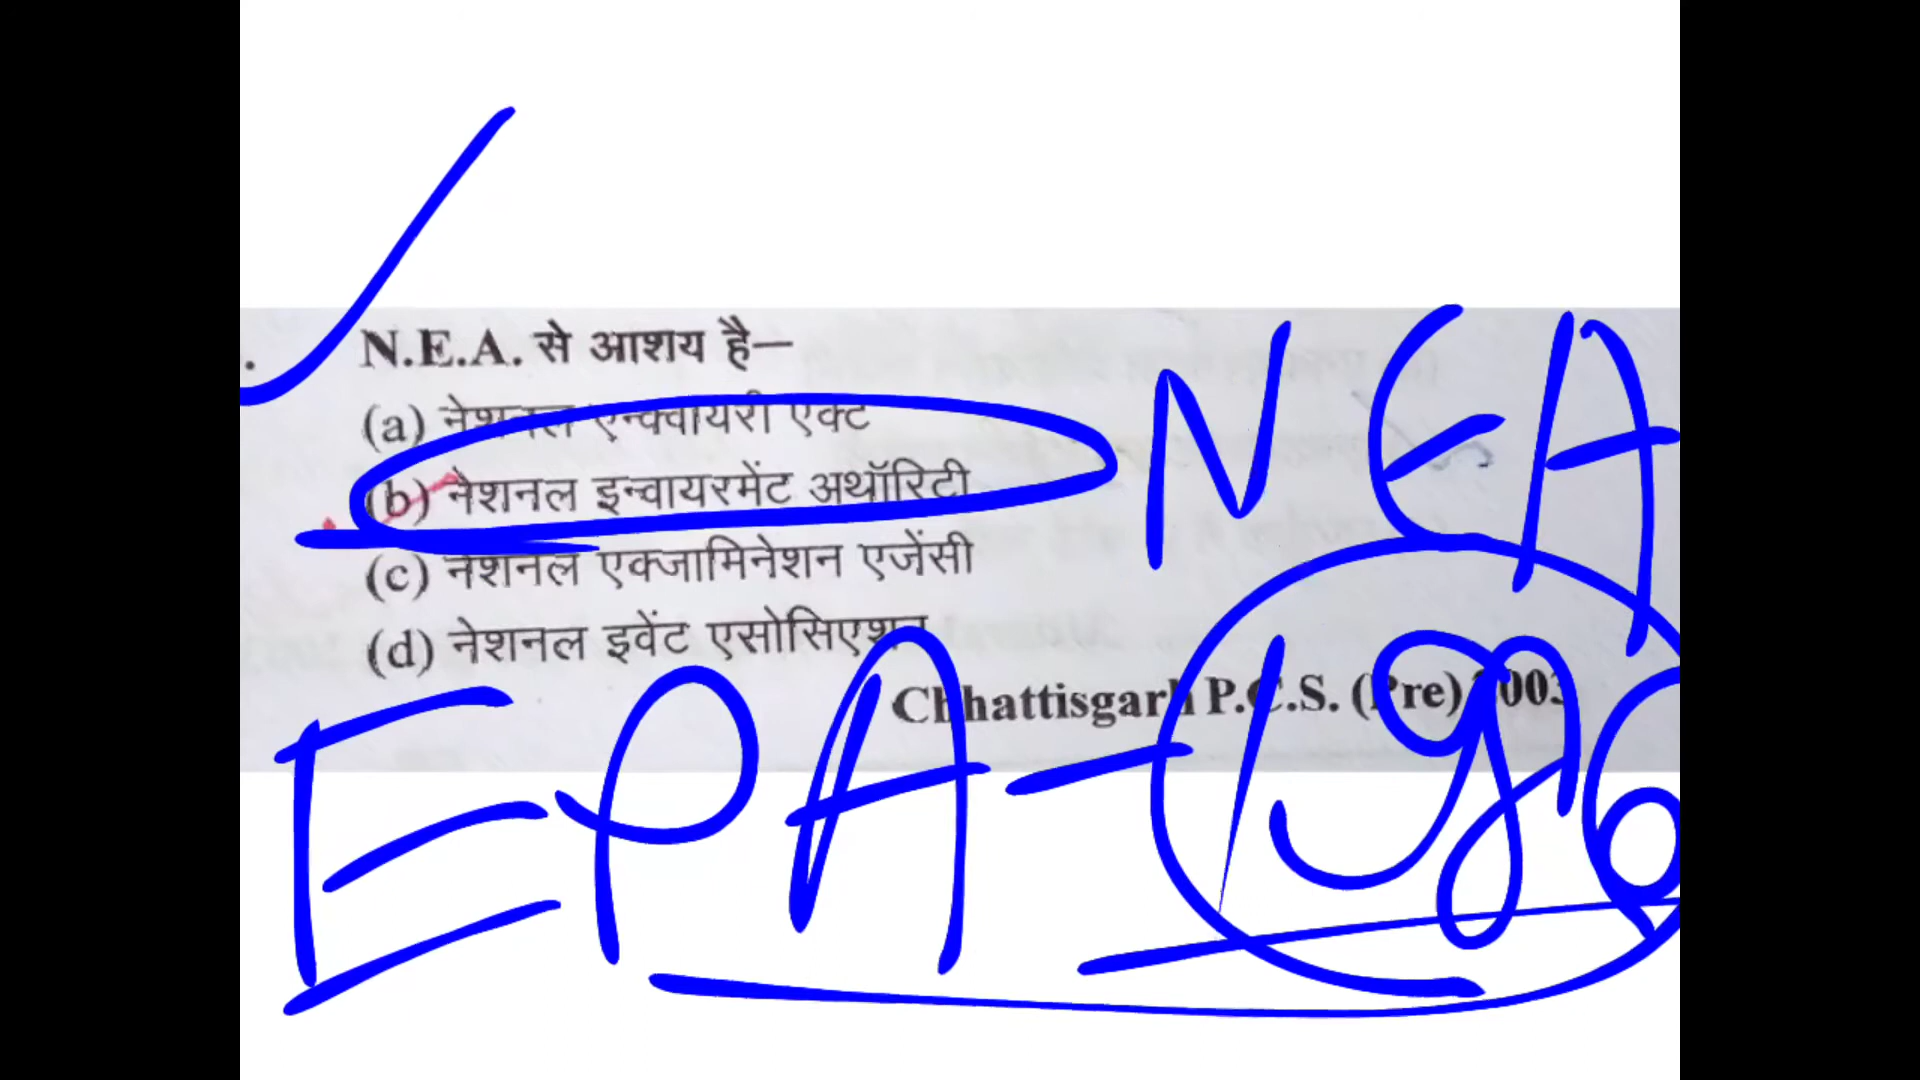 N.E.A. से आशय है—
(a) नेशनल एन्क्वायरी एक्ट
(b) नेशनल इन्वायरमेंट अथॉरिटी
(c) नेशनल एक्जामिनेशन एजेंसी
(d) नेशनल इवेंट एसोसिएशन
Chhattisgarh P.C.S. (Pre) 2003
NEA
EPA - 1986